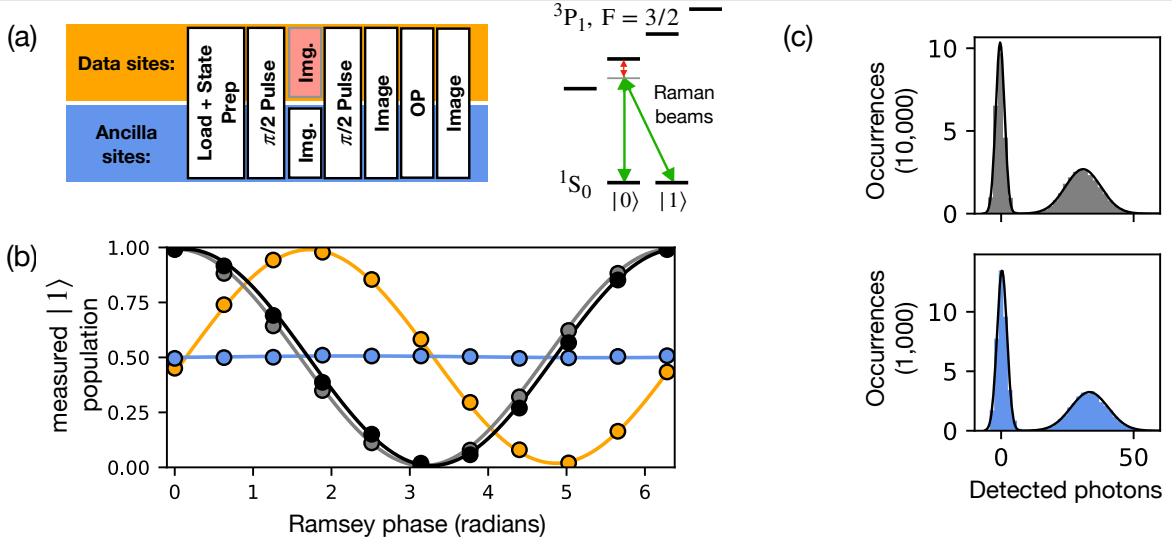 (a)
Data sites:
Ancilla
sites:
Load + State
Prep
π/2 Pulse
Img.
Img.
π/2 Pulse
Image
OP
Image
³P₁, F = 3/2
Raman
beams
¹S₀
|0⟩
|1⟩
(b)
measured |1⟩
population
1.00
0.75
0.50
0.25
0.00
0
1
2
3
4
5
6
Ramsey phase (radians)
(c)
Occurrences
(10,000)
10
5
0
Occurrences
(1,000)
10
5
0
0
50
Detected photons